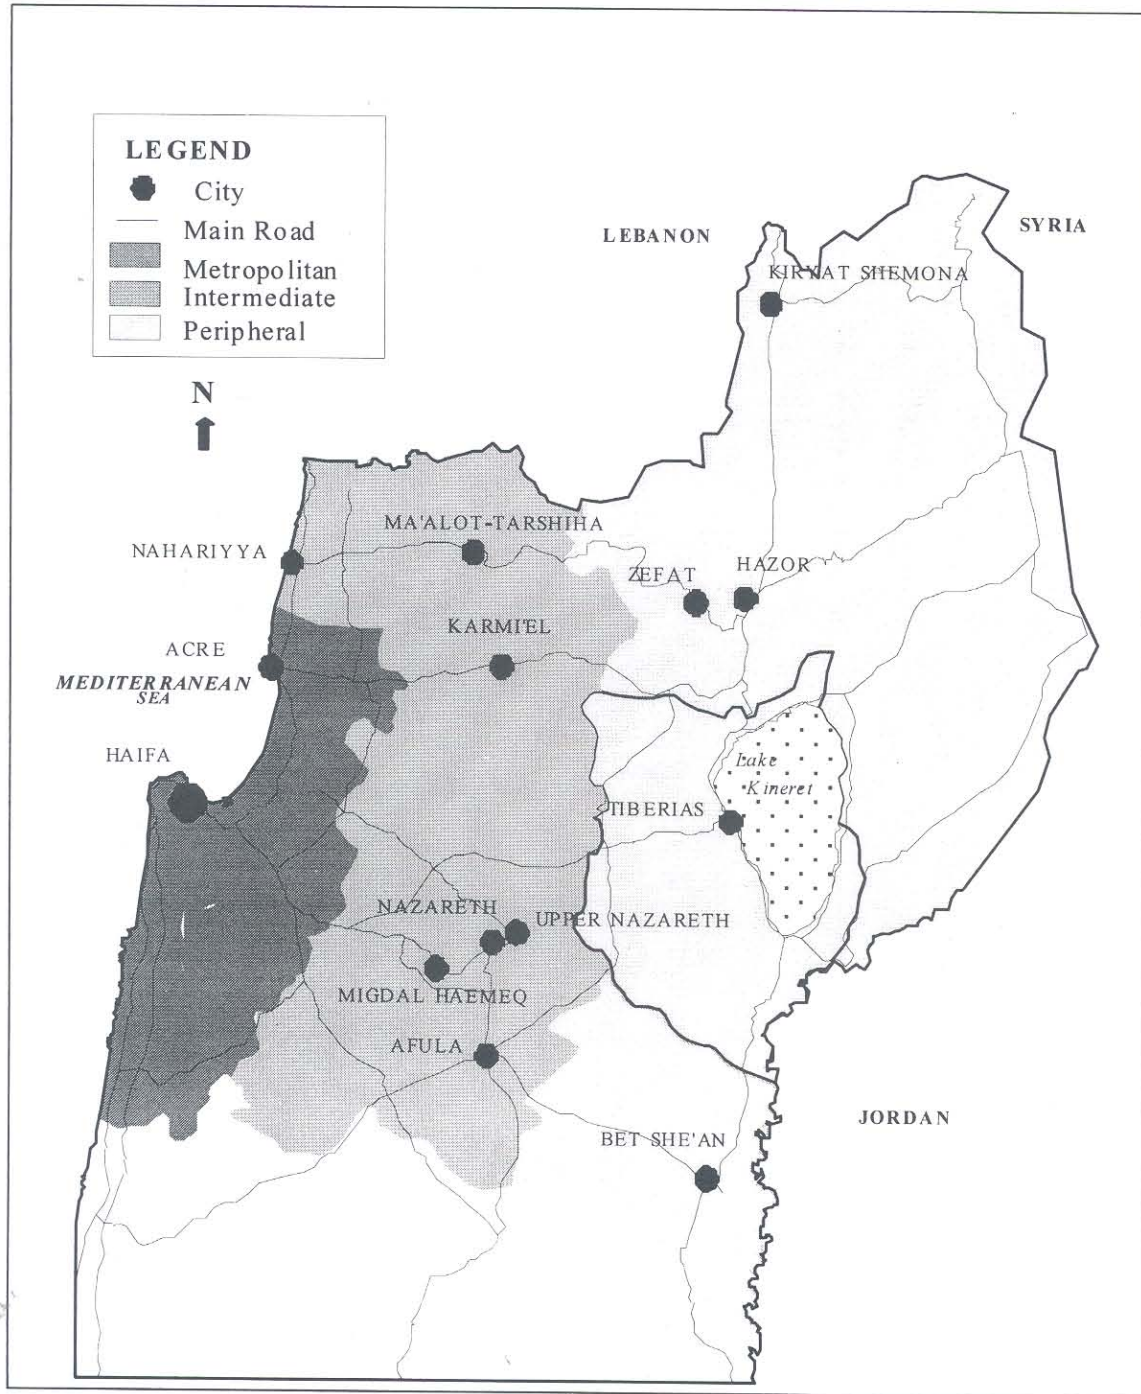 LEGEND
City
Main Road
Metropolitan
Intermediate
Peripheral
N
LEBANON
SYRIA
KIRYAT SHEMONA
MA'ALOT-TARSHIHA
NAHARIYYA
ZEFAT
HAZOR
KARMI'EL
ACRE
MEDITERRANEAN
SEA
HAIFA
Lake
Kineret
TIBERIAS
NAZARETH
UPPER NAZARETH
MIGDAL HAEMEQ
AFULA
JORDAN
BET SHE'AN